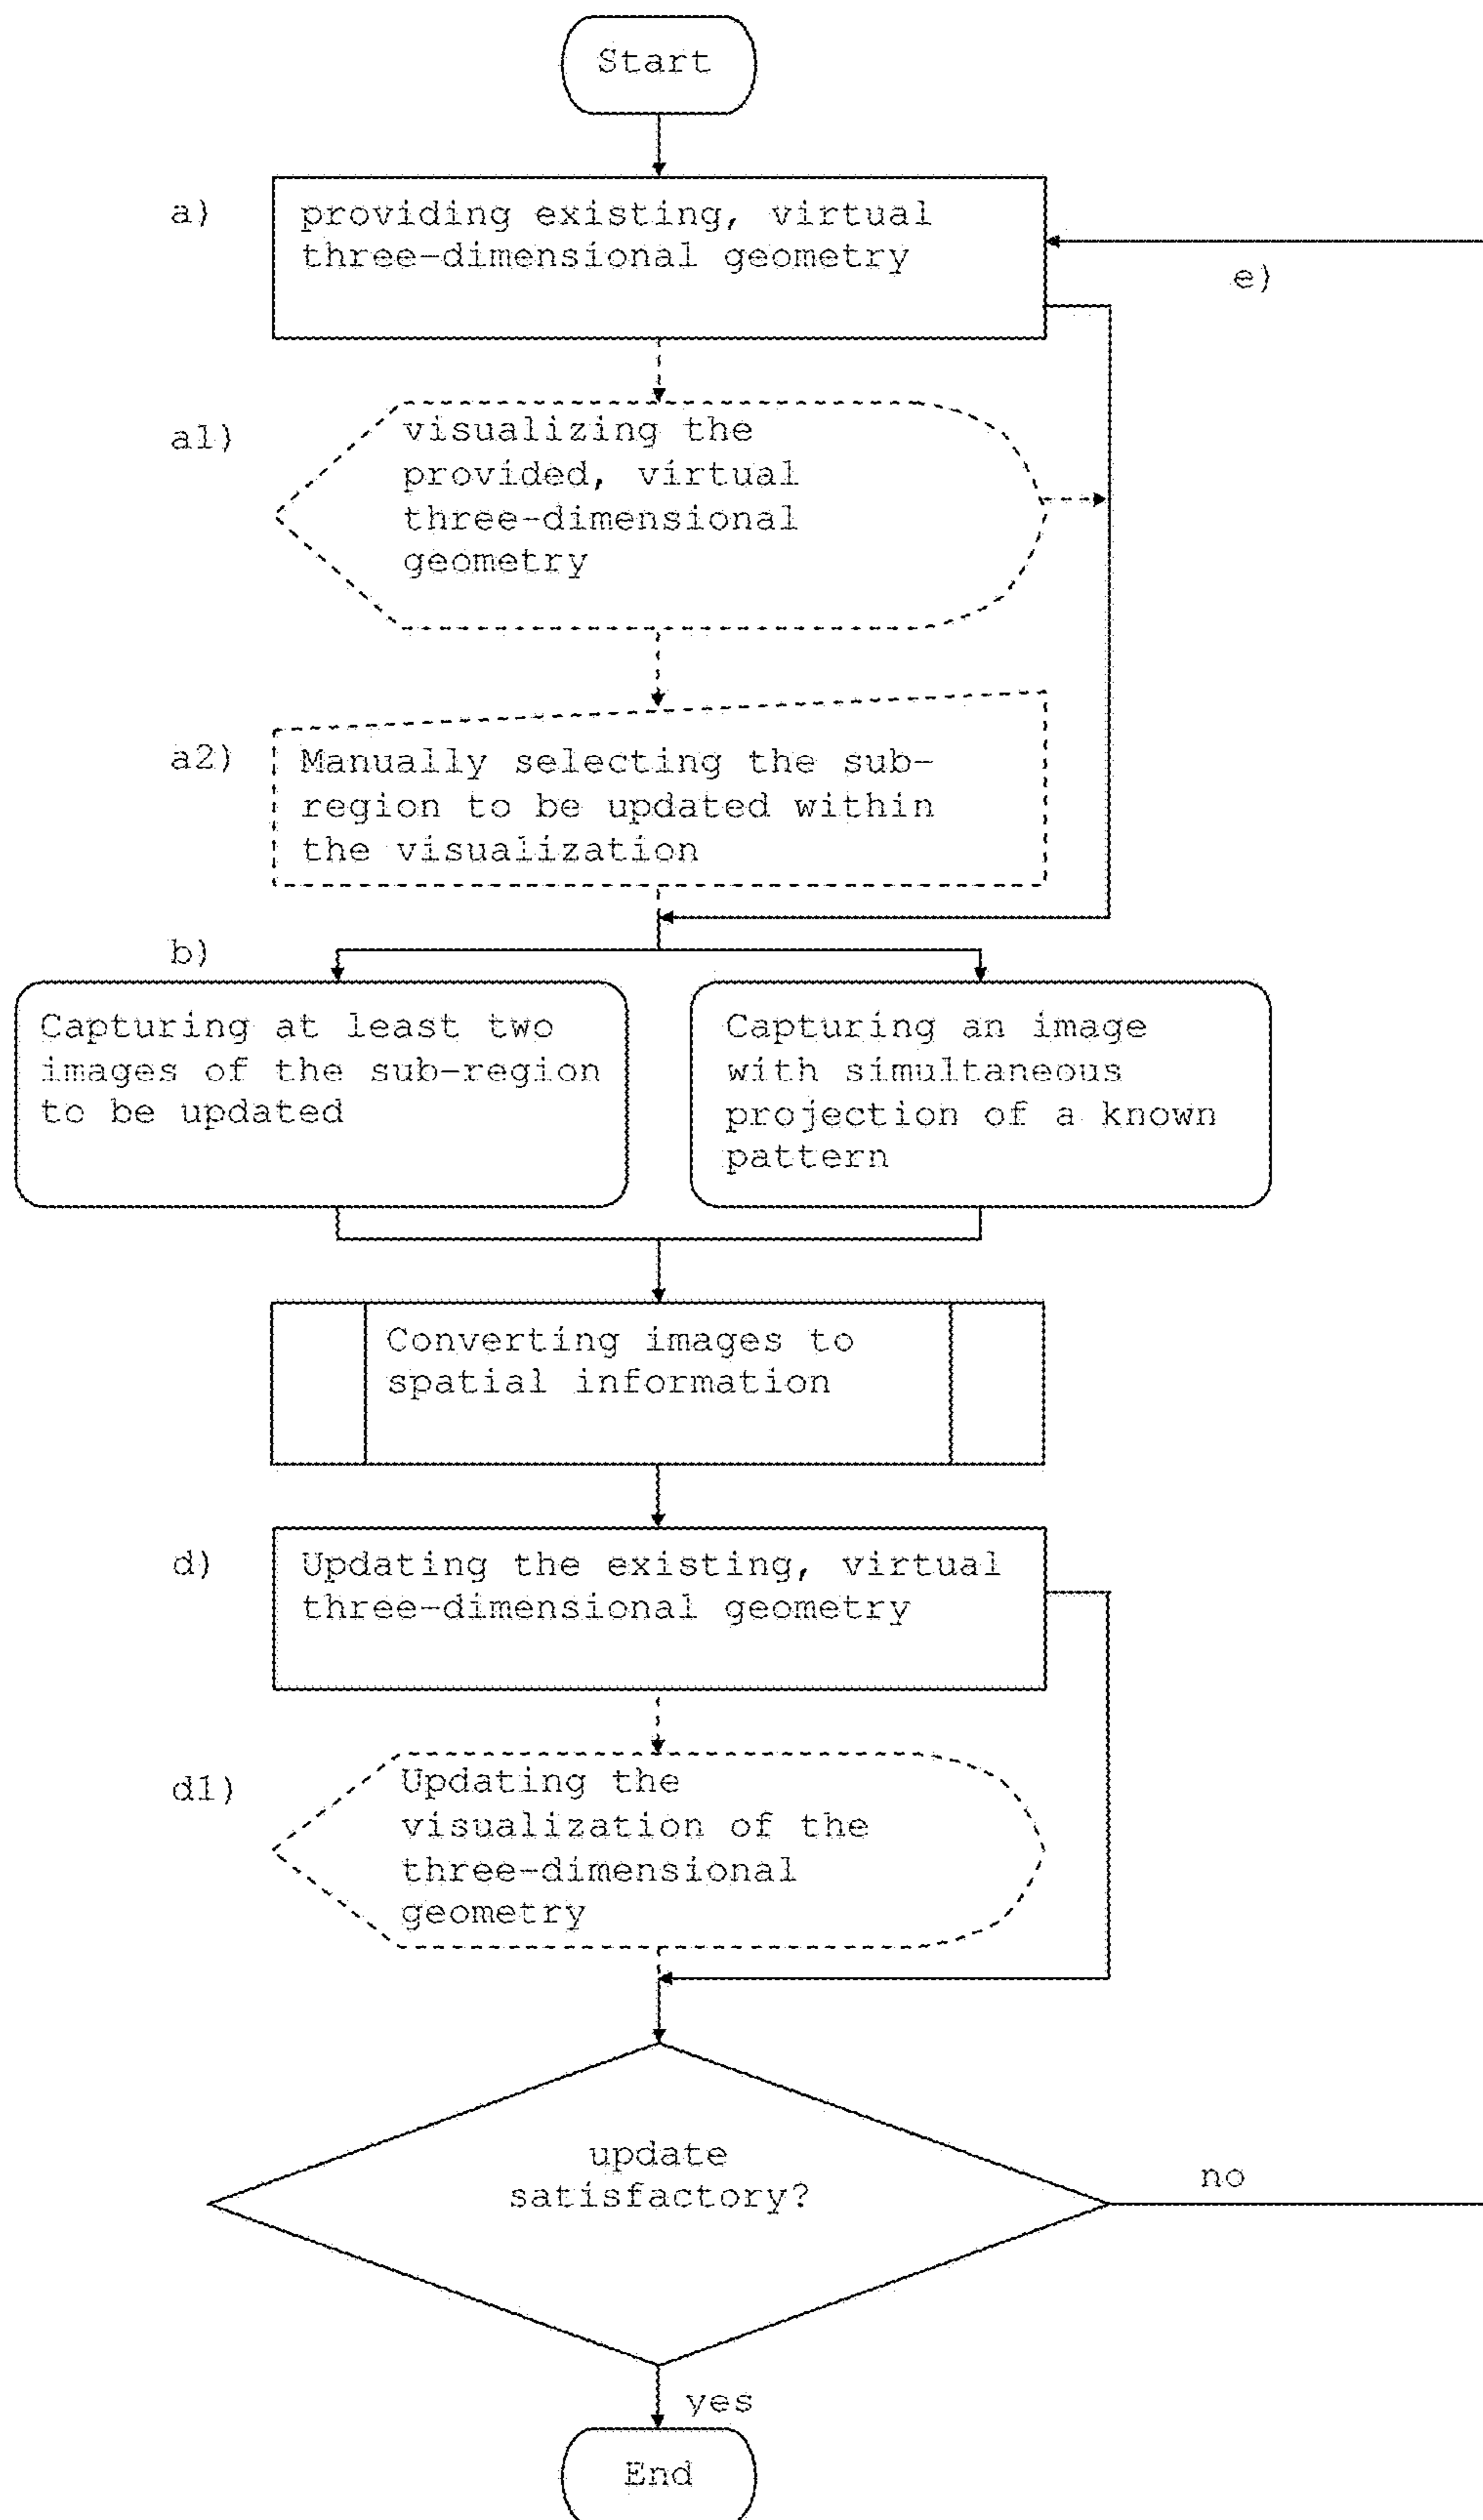 Start
a)
providing existing, virtual
three-dimensional geometry
e)
a1)
visualizing the
provided, virtual
three-dimensional
geometry
a2)
Manually selecting the sub-
region to be updated within
the visualization
b)
Capturing at least two
images of the sub-region
to be updated
Capturing an image
with simultaneous
projection of a known
pattern
Converting images to
spatial information
d)
Updating the existing, virtual
three-dimensional geometry
d1)
Updating the
visualization of the
three-dimensional
geometry
update
satisfactory?
no
yes
End